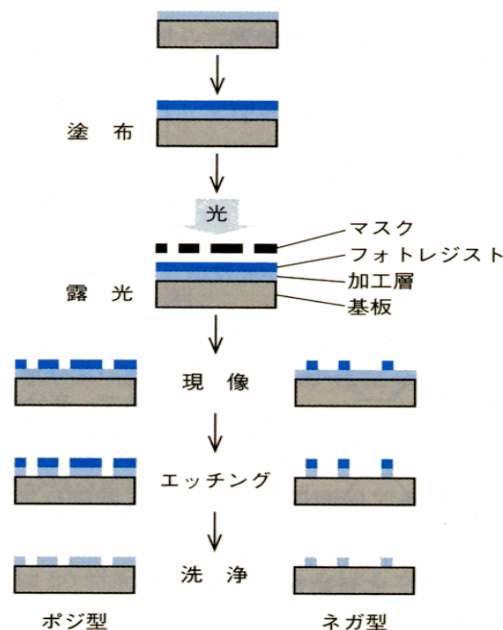 塗布
光
マスク
フォトレジスト
加工層
露光
基板
現像
エッチング
洗浄
ポジ型
ネガ型